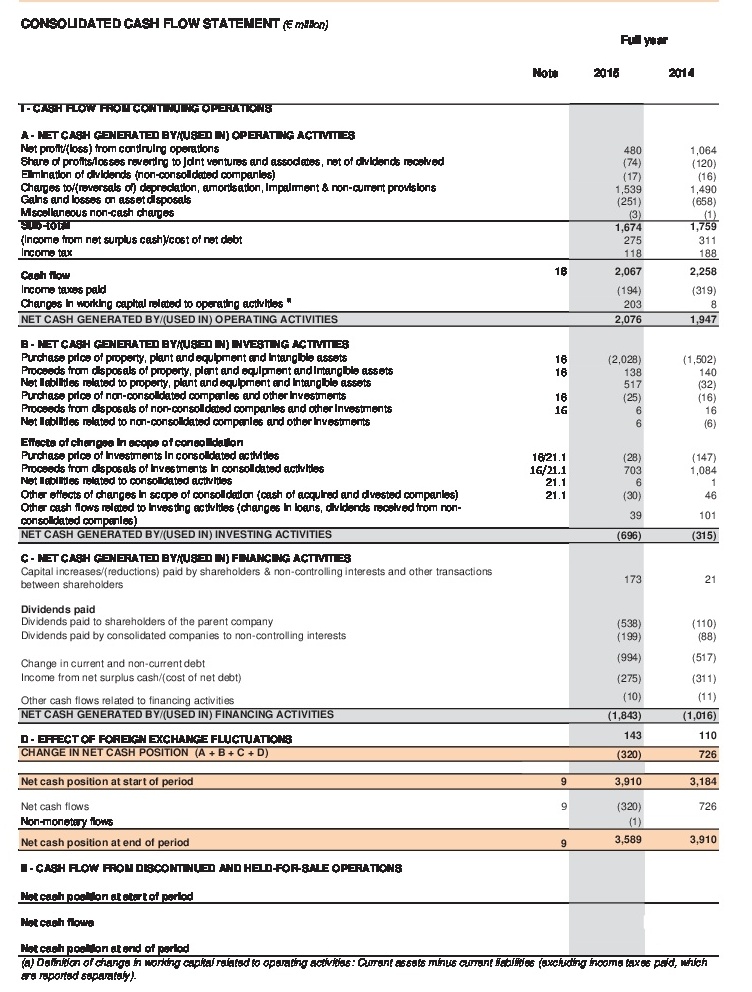 CONSOLIDATED CASH FLOW STATEMENT (€ million)
Full year
Note 2015 2014
I - CASH FLOW FROM CONTINUING OPERATIONS
A - NET CASH GENERATED BY/(USED IN) OPERATING ACTIVITIES
Net profit/(loss) from continuing operations 480 1,064
Share of profits/losses reverting to joint ventures and associates, net of dividends received (74) (120)
Elimination of dividends (non-consolidated companies) (17) (16)
Charges to/(reversals of) depreciation, amortisation, impairment & non-current provisions 1,539 1,490
Gains and losses on asset disposals (251) (658)
Miscellaneous non-cash charges (3) (1)
Sub-total 1,674 1,759
(Income from net surplus cash)/cost of net debt 275 311
Income tax 118 188
Cash flow 16 2,067 2,258
Income taxes paid (194) (319)
Changes in working capital related to operating activities a 203 8
NET CASH GENERATED BY/(USED IN) OPERATING ACTIVITIES 2,076 1,947
B - NET CASH GENERATED BY/(USED IN) INVESTING ACTIVITIES
Purchase price of property, plant and equipment and intangible assets 16 (2,028) (1,502)
Proceeds from disposals of property, plant and equipment and intangible assets 16 138 140
Net liabilities related to property, plant and equipment and intangible assets 517 (32)
Purchase price of non-consolidated companies and other investments 16 (25) (16)
Proceeds from disposals of non-consolidated companies and other investments 16 6 16
Net liabilities related to non-consolidated companies and other investments 6 (6)
Effects of changes in scope of consolidation
Purchase price of investments in consolidated activities 16/21.1 (28) (147)
Proceeds from disposals of investments in consolidated activities 16/21.1 703 1,084
Net liabilities related to consolidated activities 21.1 6 1
Other effects of changes in scope of consolidation (cash of acquired and divested companies) 21.1 (30) 46
Other cash flows related to investing activities (changes in loans, dividends received from non-
consolidated companies) 39 101
NET CASH GENERATED BY/(USED IN) INVESTING ACTIVITIES (696) (315)
C - NET CASH GENERATED BY/(USED IN) FINANCING ACTIVITIES
Capital increases/(reductions) paid by shareholders & non-controlling interests and other transactions
between shareholders 173 21
Dividends paid
Dividends paid to shareholders of the parent company (538) (110)
Dividends paid by consolidated companies to non-controlling interests (199) (88)
Change in current and non-current debt (994) (517)
Income from net surplus cash/(cost of net debt) (275) (311)
Other cash flows related to financing activities (10) (11)
NET CASH GENERATED BY/(USED IN) FINANCING ACTIVITIES (1,843) (1,016)
D - EFFECT OF FOREIGN EXCHANGE FLUCTUATIONS 143 110
CHANGE IN NET CASH POSITION (A + B + C + D) (320) 726
Net cash position at start of period 9 3,910 3,184
Net cash flows 9 (320) 726
Non-monetary flows (1)
Net cash position at end of period 9 3,589 3,910
II - CASH FLOW FROM DISCONTINUED AND HELD-FOR-SALE OPERATIONS
Net cash position at start of period
Net cash flows
Net cash position at end of period
(a) Definition of change in working capital related to operating activities: Current assets minus current liabilities (excluding income taxes paid, which
are reported separately).